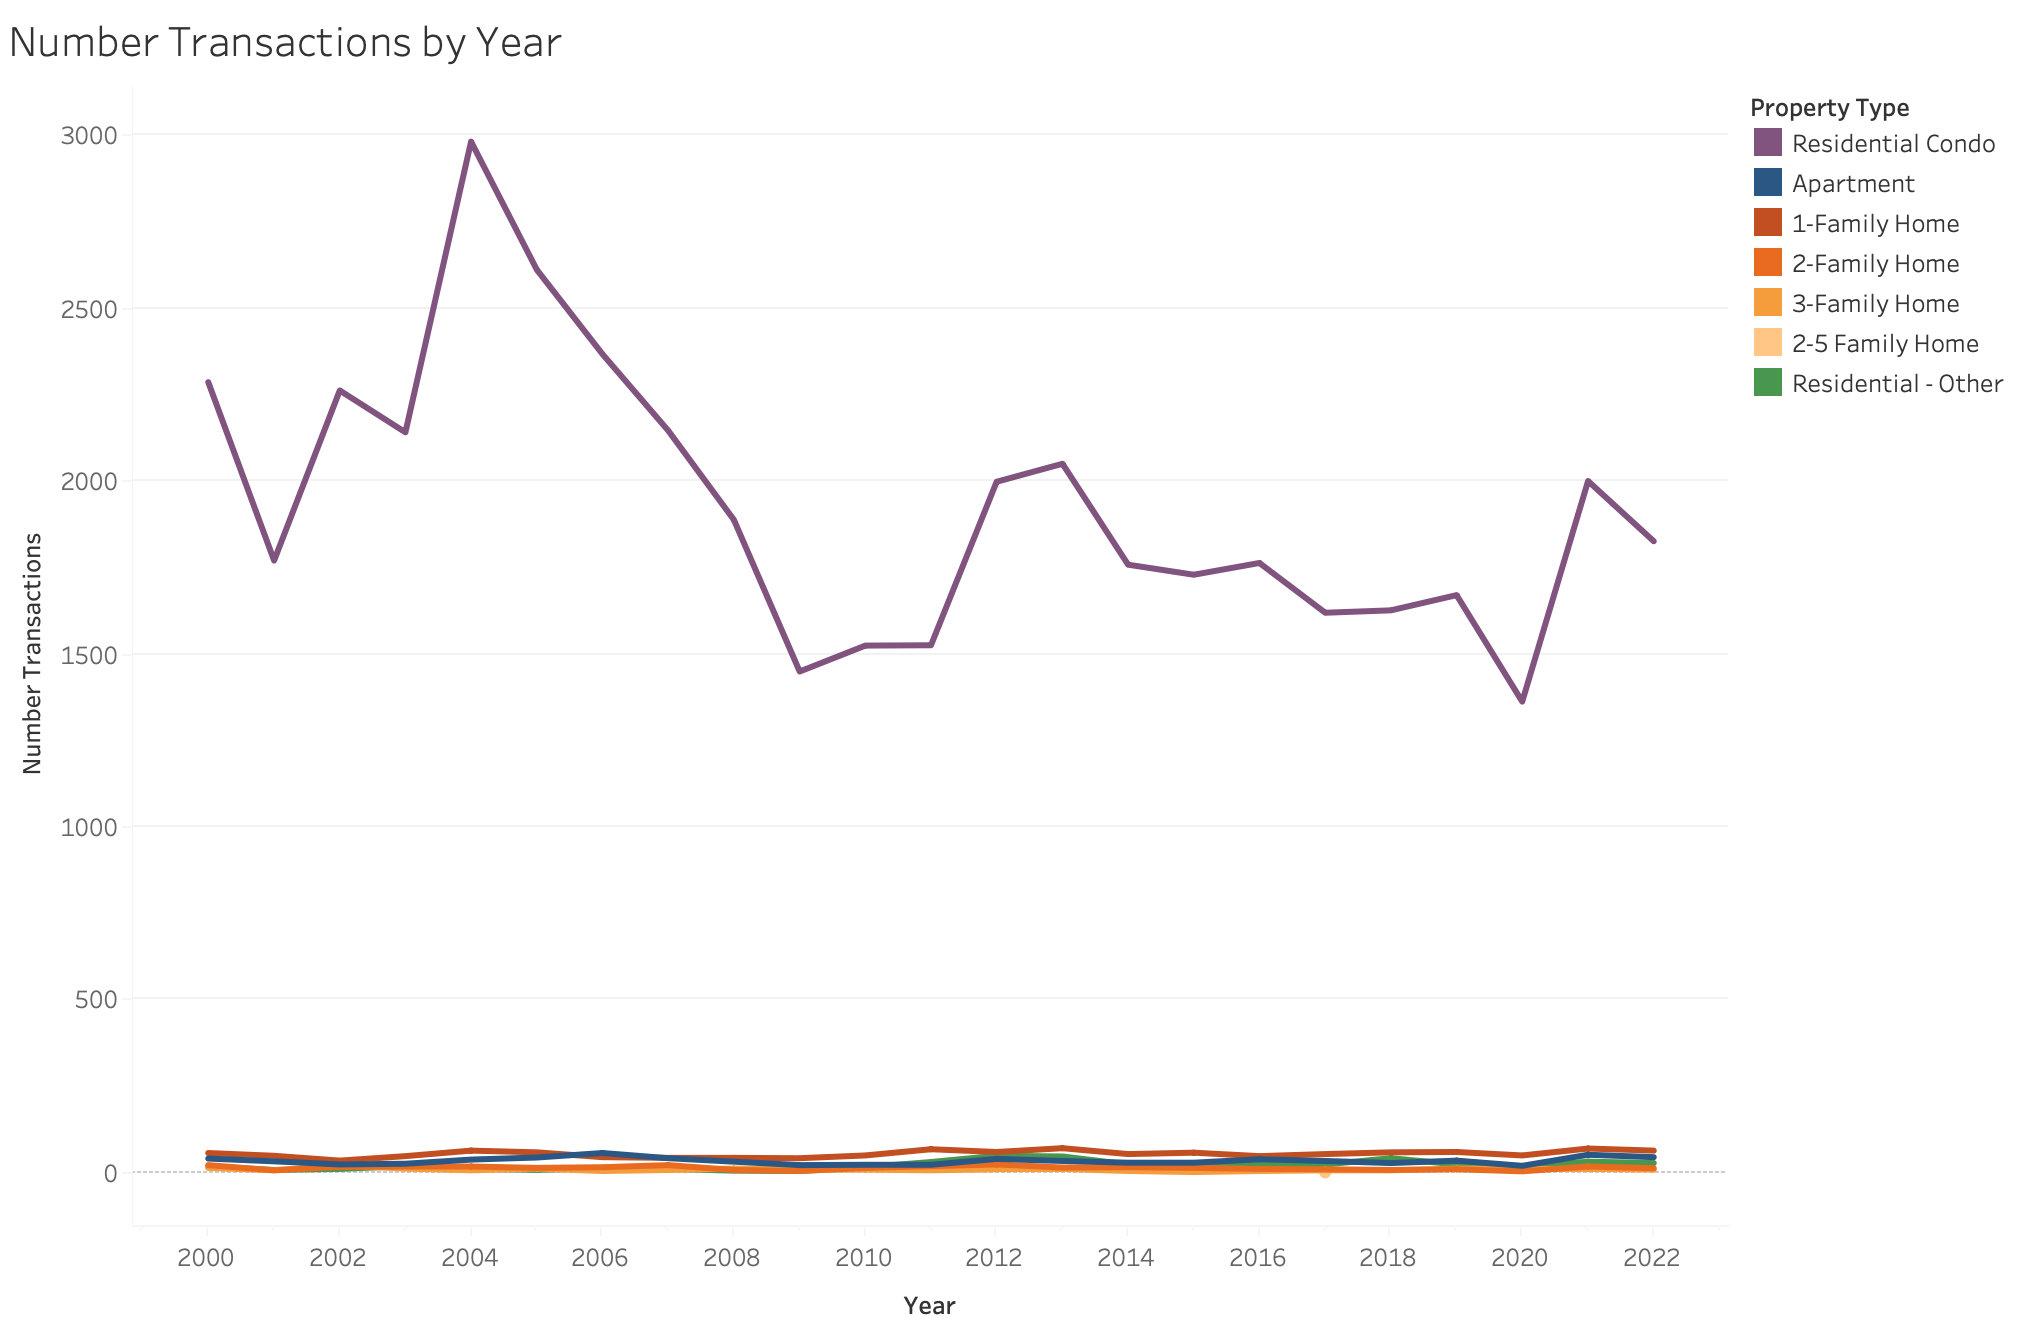 Number Transactions by Year
Property Type
Residential Condo
Apartment
1-Family Home
2-Family Home
3-Family Home
2-5 Family Home
Residential - Other
Number Transactions
3000
2500
2000
1500
1000
500
0
2000 2002 2004 2006 2008 2010 2012 2014 2016 2018 2020 2022
Year